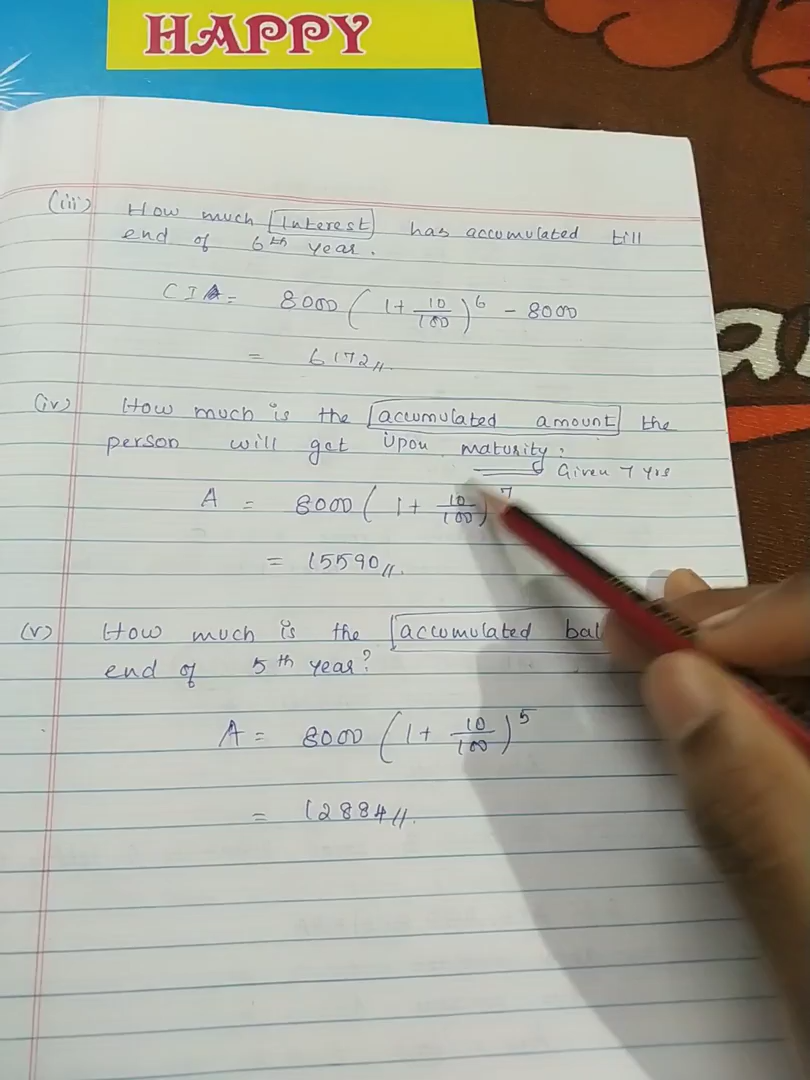 HAPPY
(iii) How much Interest has accumulated till
end of 6th year.
CI = 8000 (1 + 10/100)^6 - 8000
= 6172//.
(iv) How much is the accumulated amount the
person will get upon maturity?
Given 7 yrs
A = 8000 (1 + 10/100)^7
= 15590//.
(v) How much is the accumulated bal
end of 5th year?
A = 8000 (1 + 10/100)^5
= 12884//.